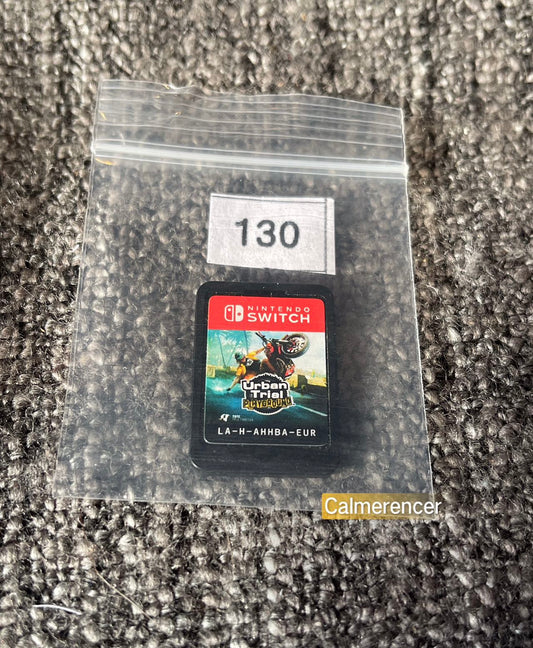 130
NINTENDO
SWITCH
Urban
Trial
PLAYGROUND
LA-H-AHHBA-EUR
Calmerencer